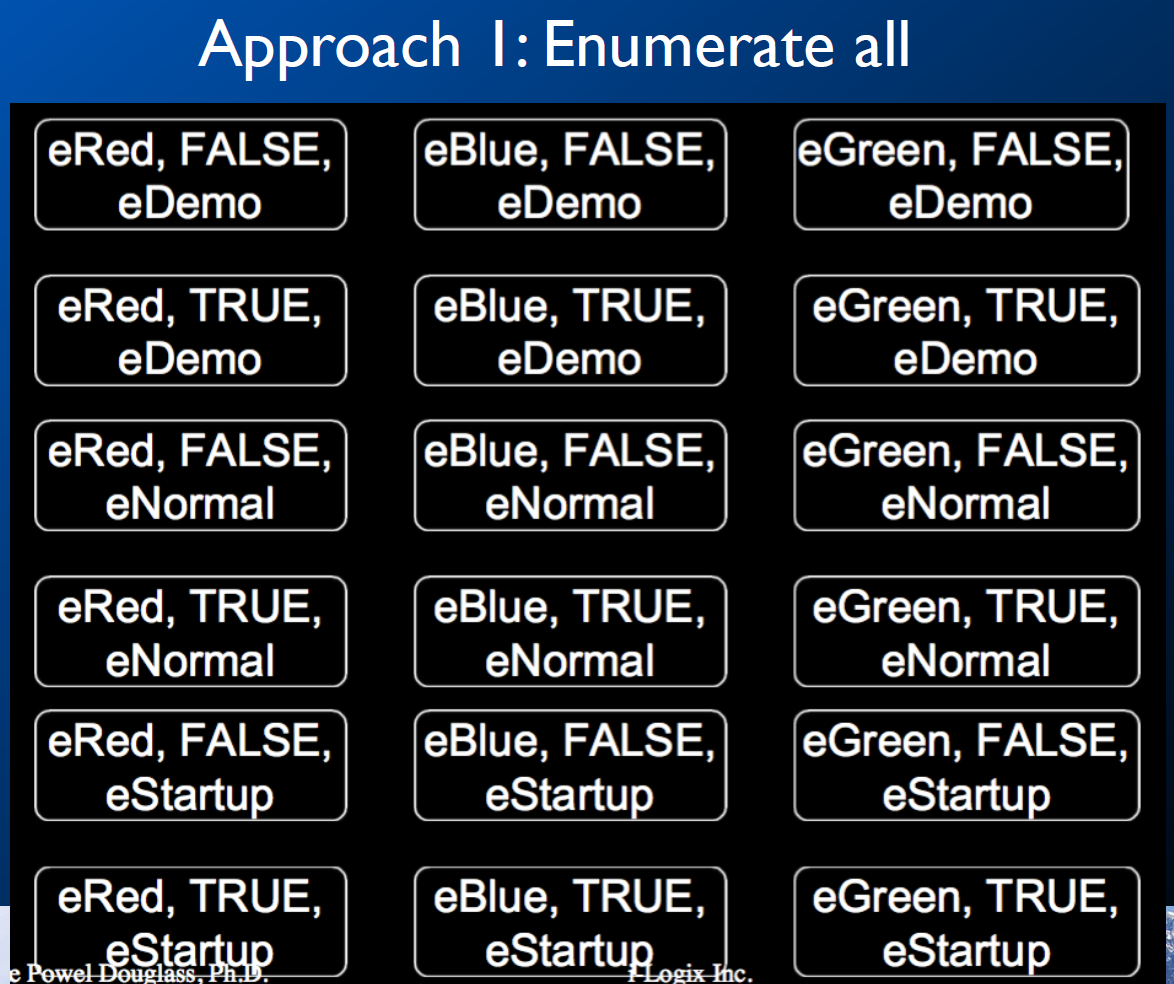 Approach 1: Enumerate all
eRed, FALSE,
eDemo
eBlue, FALSE,
eDemo
eGreen, FALSE,
eDemo
eRed, TRUE,
eDemo
eBlue, TRUE,
eDemo
eGreen, TRUE,
eDemo
eRed, FALSE,
eNormal
eBlue, FALSE,
eNormal
eGreen, FALSE,
eNormal
eRed, TRUE,
eNormal
eBlue, TRUE,
eNormal
eGreen, TRUE,
eNormal
eRed, FALSE,
eStartup
eBlue, FALSE,
eStartup
eGreen, FALSE,
eStartup
eRed, TRUE,
eStartup
eBlue, TRUE,
eStartup
eGreen, TRUE,
eStartup
e Powel Douglass, Ph.D.
i-Logix Inc.